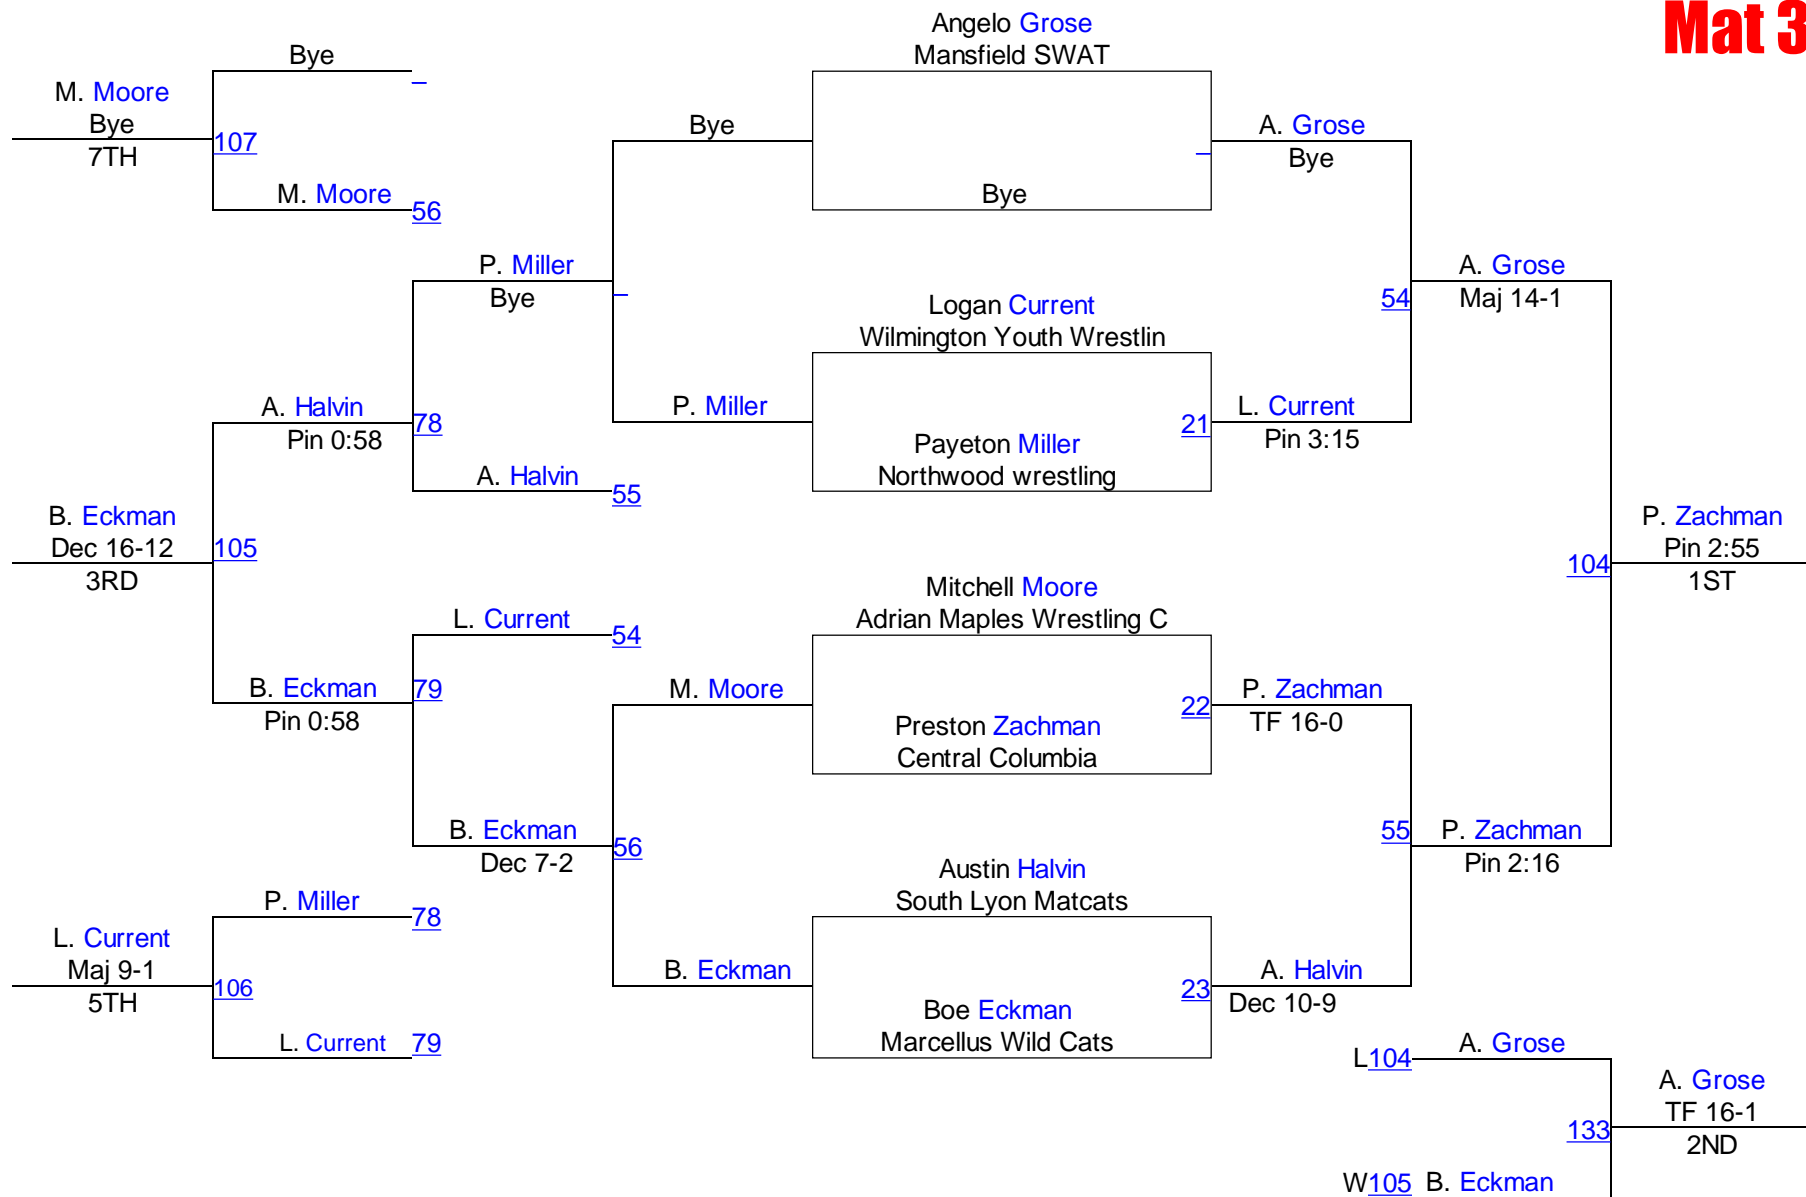 Mat 3
Angelo Grose
Mansfield SWAT
Bye
M. Moore
Bye
7TH
107
M. Moore
56
Bye
A. Grose
Bye
Bye
P. Miller
Bye
A. Grose
Maj 14-1
54
Logan Current
Wilmington Youth Wrestlin
A. Halvin
Pin 0:58
78
P. Miller
21
L. Current
Pin 3:15
Payeton Miller
Northwood wrestling
A. Halvin
55
B. Eckman
Dec 16-12
3RD
105
P. Zachman
Pin 2:55
1ST
104
Mitchell Moore
Adrian Maples Wrestling C
L. Current
54
B. Eckman
Pin 0:58
79
M. Moore
22
P. Zachman
TF 16-0
Preston Zachman
Central Columbia
B. Eckman
Dec 7-2
56
55
P. Zachman
Pin 2:16
Austin Halvin
South Lyon Matcats
P. Miller
78
L. Current
Maj 9-1
5TH
106
B. Eckman
23
A. Halvin
Dec 10-9
Boe Eckman
Marcellus Wild Cats
L. Current
79
L104
A. Grose
A. Grose
TF 16-1
2ND
133
W105
B. Eckman